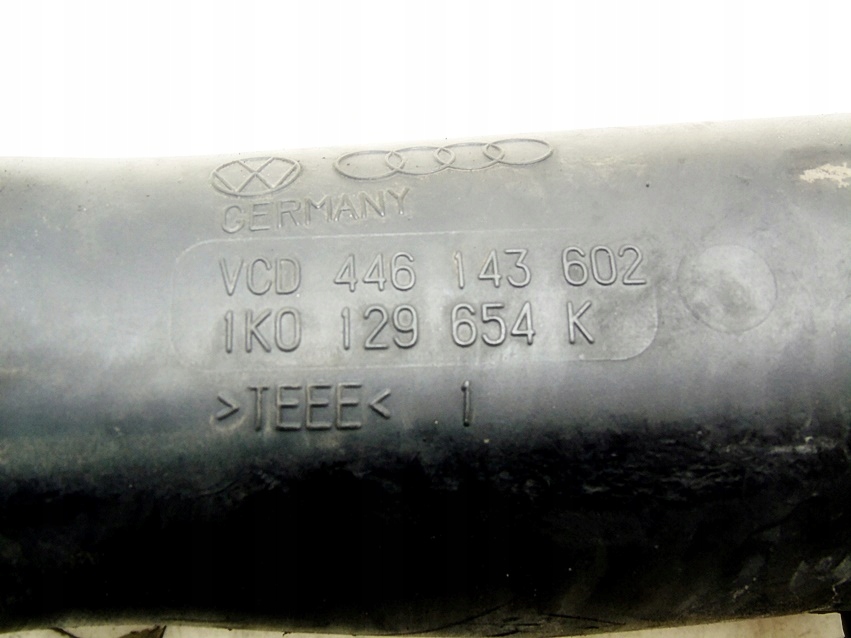 GERMANY
VCD 446 143 602
1K0 129 654 K
>TEEE< 1